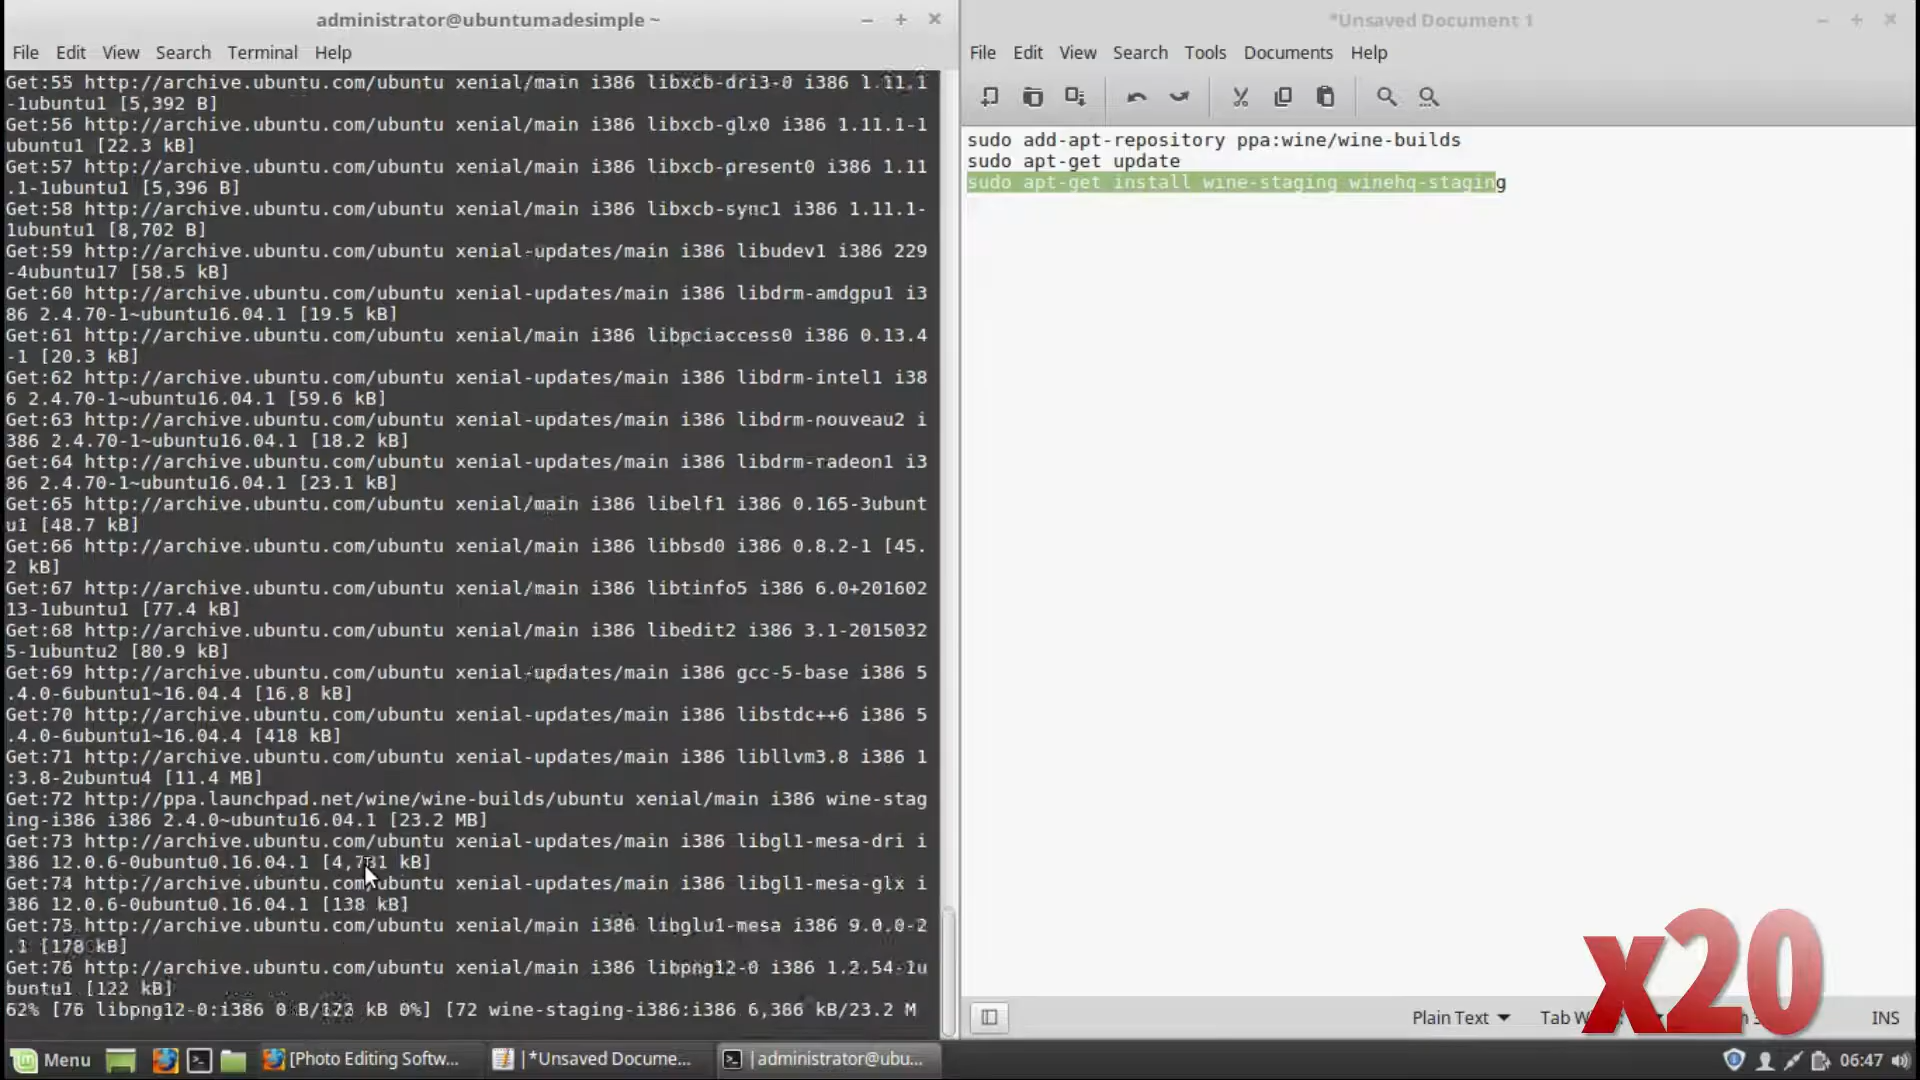 administrator@ubuntumadesimple ~
File Edit View Search Terminal Help
Get:55 http://archive.ubuntu.com/ubuntu xenial/main i386 libxcb-dri3-0 i386 1.11.1
-1ubuntu1 [5,392 B]
Get:56 http://archive.ubuntu.com/ubuntu xenial/main i386 libxcb-glx0 i386 1.11.1-1
ubuntu1 [22.3 kB]
Get:57 http://archive.ubuntu.com/ubuntu xenial/main i386 libxcb-present0 i386 1.11
.1-1ubuntu1 [5,396 B]
Get:58 http://archive.ubuntu.com/ubuntu xenial/main i386 libxcb-sync1 i386 1.11.1-
1ubuntu1 [8,702 B]
Get:59 http://archive.ubuntu.com/ubuntu xenial-updates/main i386 libudev1 i386 229
-4ubuntu17 [58.5 kB]
Get:60 http://archive.ubuntu.com/ubuntu xenial-updates/main i386 libdrm-amdgpu1 i3
86 2.4.70-1~ubuntu16.04.1 [19.5 kB]
Get:61 http://archive.ubuntu.com/ubuntu xenial/main i386 libpciaccess0 i386 0.13.4
-1 [20.3 kB]
Get:62 http://archive.ubuntu.com/ubuntu xenial-updates/main i386 libdrm-intel1 i38
6 2.4.70-1~ubuntu16.04.1 [59.6 kB]
Get:63 http://archive.ubuntu.com/ubuntu xenial-updates/main i386 libdrm-nouveau2 i
386 2.4.70-1~ubuntu16.04.1 [18.2 kB]
Get:64 http://archive.ubuntu.com/ubuntu xenial-updates/main i386 libdrm-radeon1 i3
86 2.4.70-1~ubuntu16.04.1 [23.1 kB]
Get:65 http://archive.ubuntu.com/ubuntu xenial/main i386 libelf1 i386 0.165-3ubunt
u1 [48.7 kB]
Get:66 http://archive.ubuntu.com/ubuntu xenial/main i386 libbsd0 i386 0.8.2-1 [45.
2 kB]
Get:67 http://archive.ubuntu.com/ubuntu xenial/main i386 libtinfo5 i386 6.0+201602
13-1ubuntu1 [77.4 kB]
Get:68 http://archive.ubuntu.com/ubuntu xenial/main i386 libedit2 i386 3.1-2015032
5-1ubuntu2 [80.9 kB]
Get:69 http://archive.ubuntu.com/ubuntu xenial-updates/main i386 gcc-5-base i386 5
.4.0-6ubuntu1~16.04.4 [16.8 kB]
Get:70 http://archive.ubuntu.com/ubuntu xenial-updates/main i386 libstdc++6 i386 5
.4.0-6ubuntu1~16.04.4 [418 kB]
Get:71 http://archive.ubuntu.com/ubuntu xenial-updates/main i386 libllvm3.8 i386 1
:3.8-2ubuntu4 [11.4 MB]
Get:72 http://ppa.launchpad.net/wine/wine-builds/ubuntu xenial/main i386 wine-stag
ing-i386 i386 2.4.0~ubuntu16.04.1 [23.2 MB]
Get:73 http://archive.ubuntu.com/ubuntu xenial-updates/main i386 libgl1-mesa-dri i
386 12.0.6-0ubuntu0.16.04.1 [ kB]
Get:74 http://archive.ubuntu.com/ubuntu xenial-updates/main i386 libgl1-mesa-glx i
386 12.0.6-0ubuntu0.16.04.1 [138 kB]
Get:75 http://archive.ubuntu.com/ubuntu xenial/main i386 libglu1-mesa i386 9.0.0-2
.1 [178 kB]
Get:76 http://archive.ubuntu.com/ubuntu xenial/main i386 libpng12-0 i386 1.2.54-1u
buntu1 [122 kB]
62% [76 libpng12-0:i386 0 B/122 kB 0%] [72 wine-staging-i386:i386 6,386 kB/23.2 M
*Unsaved Document 1
File Edit View Search Tools Documents Help
sudo add-apt-repository ppa:wine/wine-builds
sudo apt-get update
sudo apt-get install wine-staging winehq-staging
Plain Text Tab INS
x20
Menu [Photo Editing Softw... *Unsaved Docume... administrator@ubu... 06:47